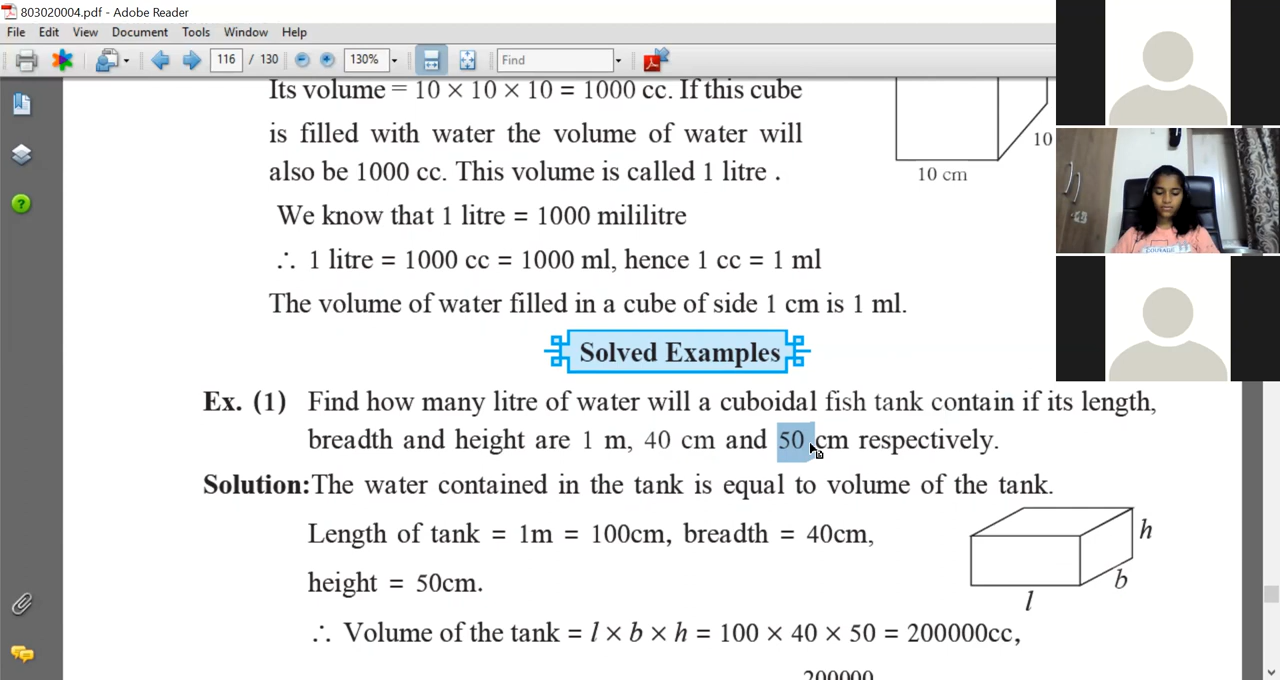 803020004.pdf - Adobe Reader
File Edit View Document Tools Window Help
116 / 130 130% Find
Its volume = 10 × 10 × 10 = 1000 cc. If this cube
is filled with water the volume of water will
also be 1000 cc. This volume is called 1 litre .
10
10 cm
We know that 1 litre = 1000 mililitre
∴ 1 litre = 1000 cc = 1000 ml, hence 1 cc = 1 ml
The volume of water filled in a cube of side 1 cm is 1 ml.
Solved Examples
Ex. (1) Find how many litre of water will a cuboidal fish tank contain if its length,
breadth and height are 1 m, 40 cm and 50 cm respectively.
Solution:The water contained in the tank is equal to volume of the tank.
Length of tank = 1m = 100cm, breadth = 40cm,
height = 50cm.
h
b
l
∴ Volume of the tank = l × b × h = 100 × 40 × 50 = 200000cc,
200000